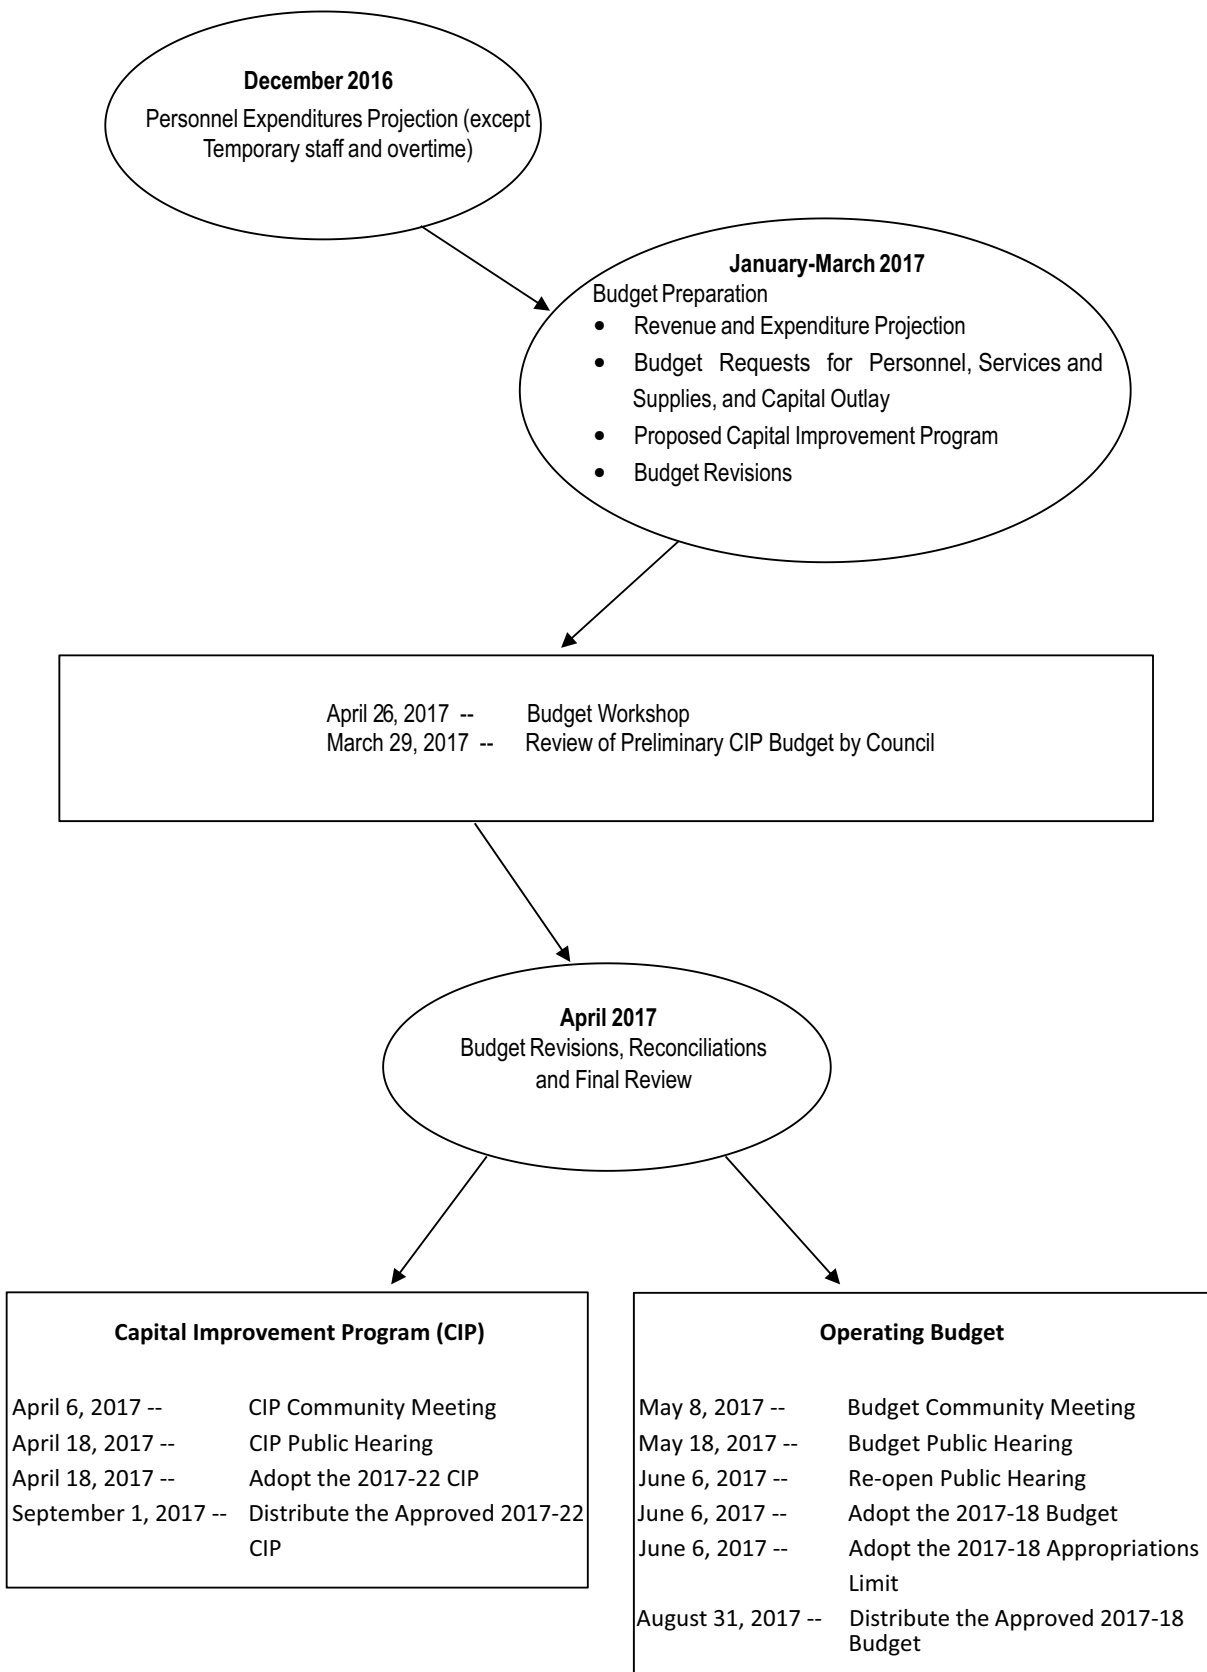 December 2016
Personnel Expenditures Projection (except
Temporary staff and overtime)
January-March 2017
Budget Preparation
• Revenue and Expenditure Projection
• Budget Requests for Personnel, Services and
Supplies, and Capital Outlay
• Proposed Capital Improvement Program
• Budget Revisions
April 26, 2017 -- Budget Workshop
March 29, 2017 -- Review of Preliminary CIP Budget by Council
April 2017
Budget Revisions, Reconciliations
and Final Review
Capital Improvement Program (CIP)
April 6, 2017 -- CIP Community Meeting
April 18, 2017 -- CIP Public Hearing
April 18, 2017 -- Adopt the 2017-22 CIP
September 1, 2017 -- Distribute the Approved 2017-22
CIP
Operating Budget
May 8, 2017 -- Budget Community Meeting
May 18, 2017 -- Budget Public Hearing
June 6, 2017 -- Re-open Public Hearing
June 6, 2017 -- Adopt the 2017-18 Budget
June 6, 2017 -- Adopt the 2017-18 Appropriations
Limit
August 31, 2017 -- Distribute the Approved 2017-18
Budget